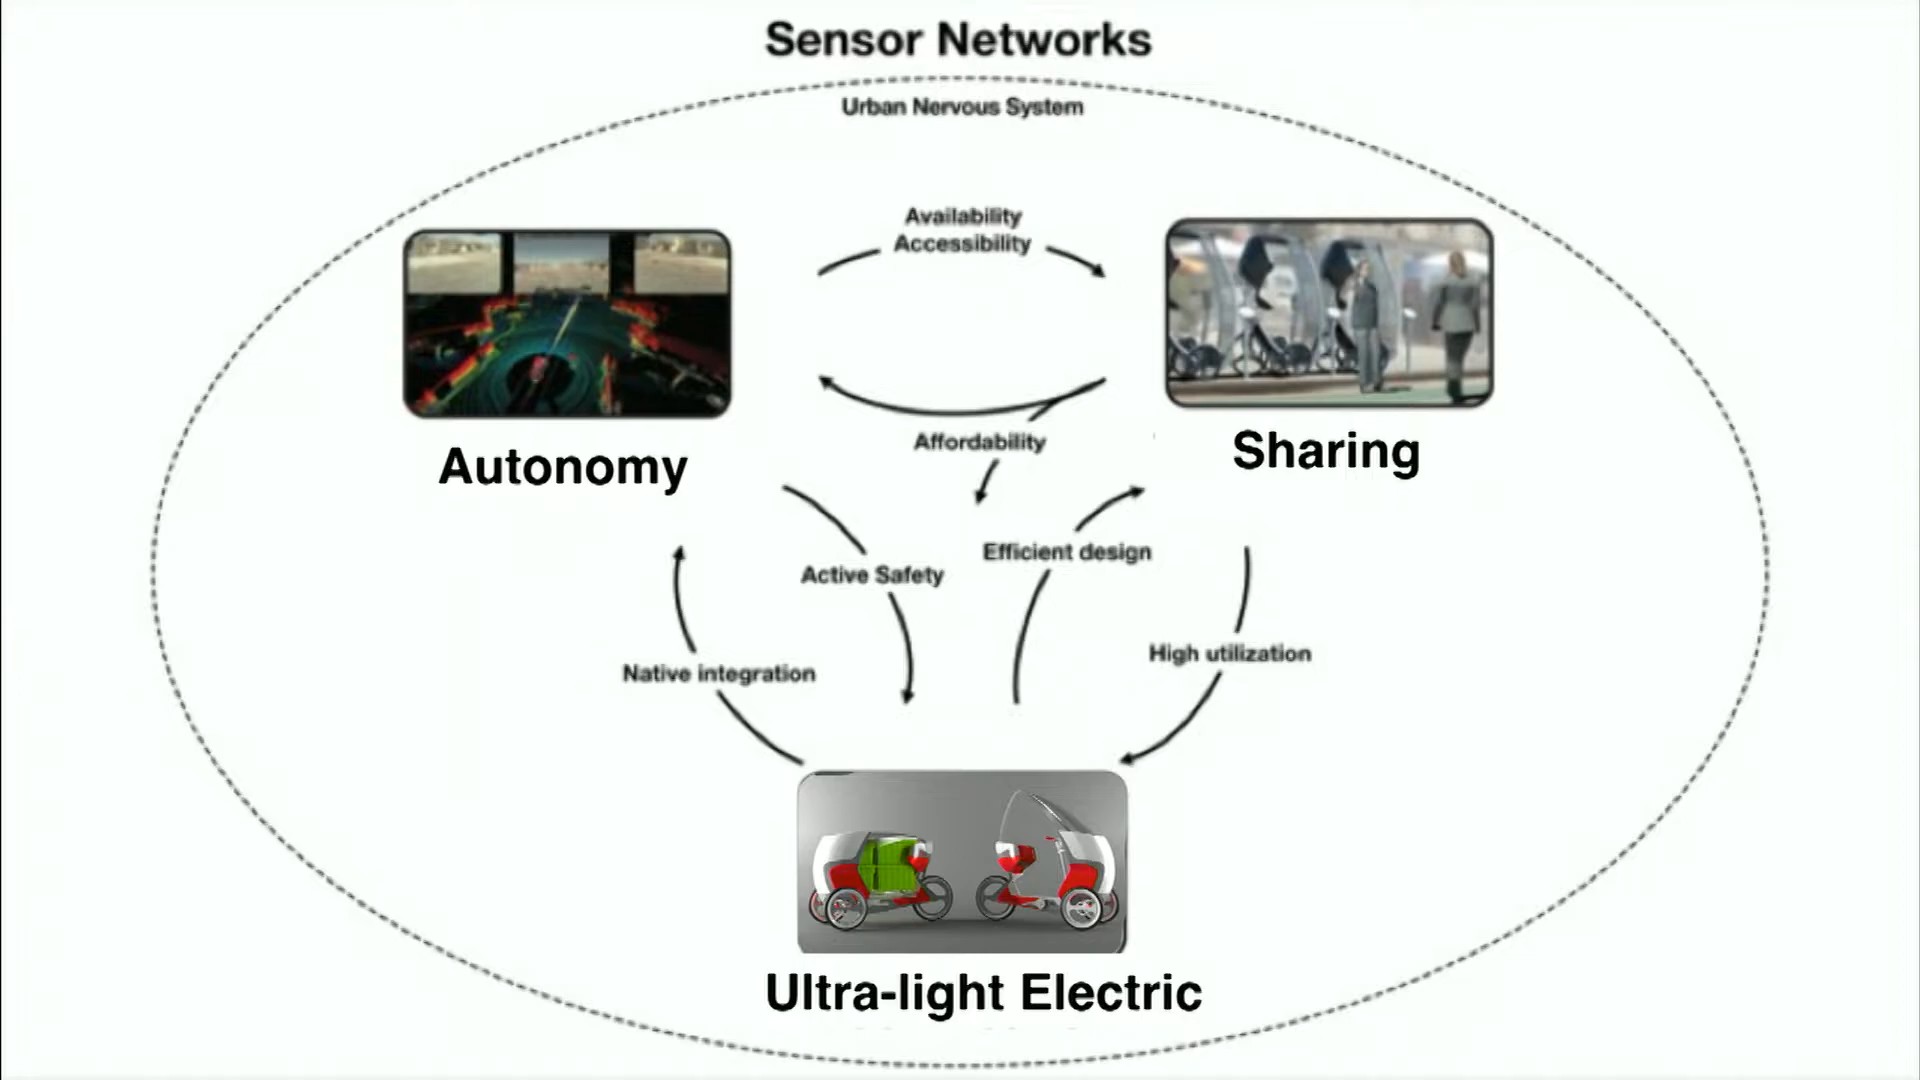 Sensor Networks
Urban Nervous System
Availability
Accessibility
Affordability
Autonomy
Sharing
Active Safety
Efficient design
Native integration
High utilization
Ultra-light Electric